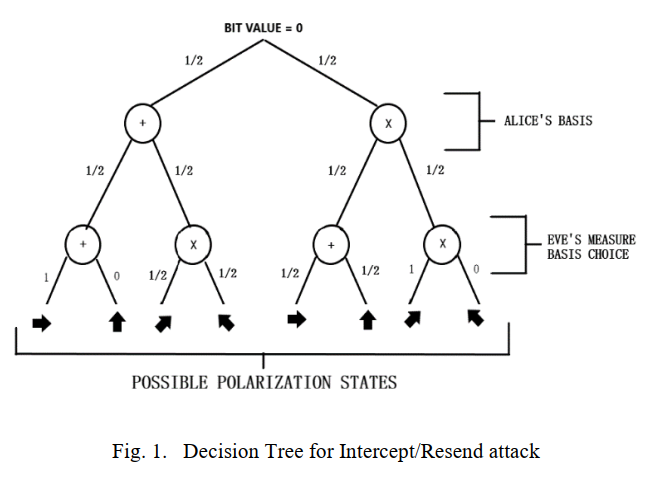 BIT VALUE = 0
1/2 1/2
+ X
ALICE'S BASIS
1/2 1/2 1/2 1/2
+ X + X
EVE'S MEASURE
BASIS CHOICE
1 0 1/2 1/2 1/2 1/2 1 0
POSSIBLE POLARIZATION STATES
Fig. 1. Decision Tree for Intercept/Resend attack